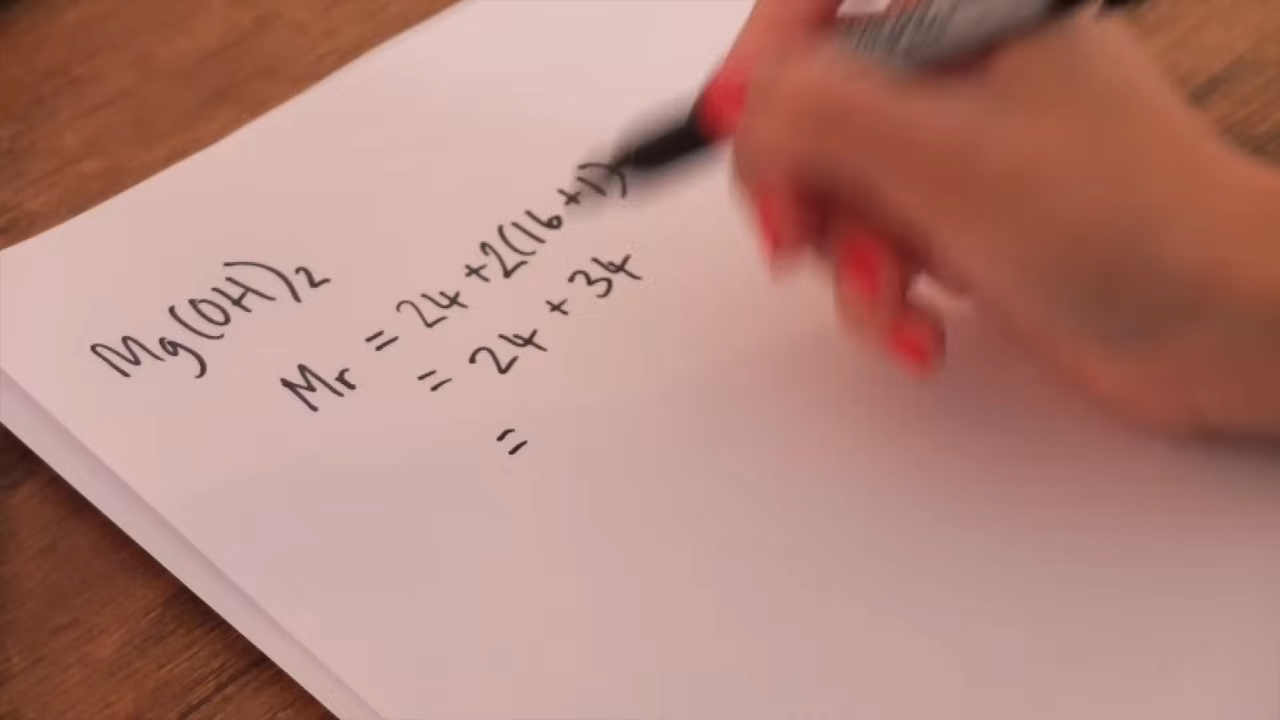 Mg(OH)2
Mr = 24 + 2(16 + 1)
= 24 + 34
=